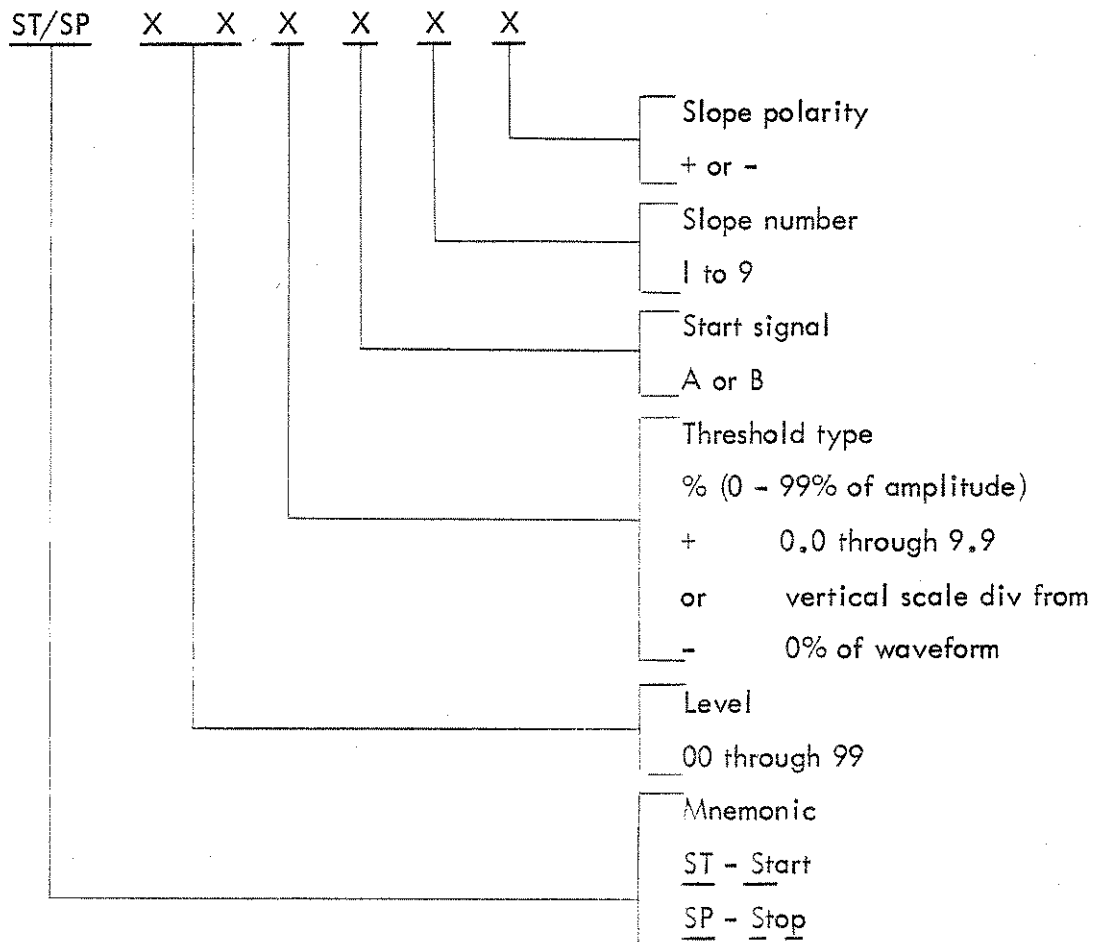 ST/SP X X X X X X
Slope polarity
+ or -
Slope number
1 to 9
Start signal
A or B
Threshold type
% (0 - 99% of amplitude)
+ 0.0 through 9.9
or vertical scale div from
- 0% of waveform
Level
00 through 99
Mnemonic
ST - Start
SP - Stop